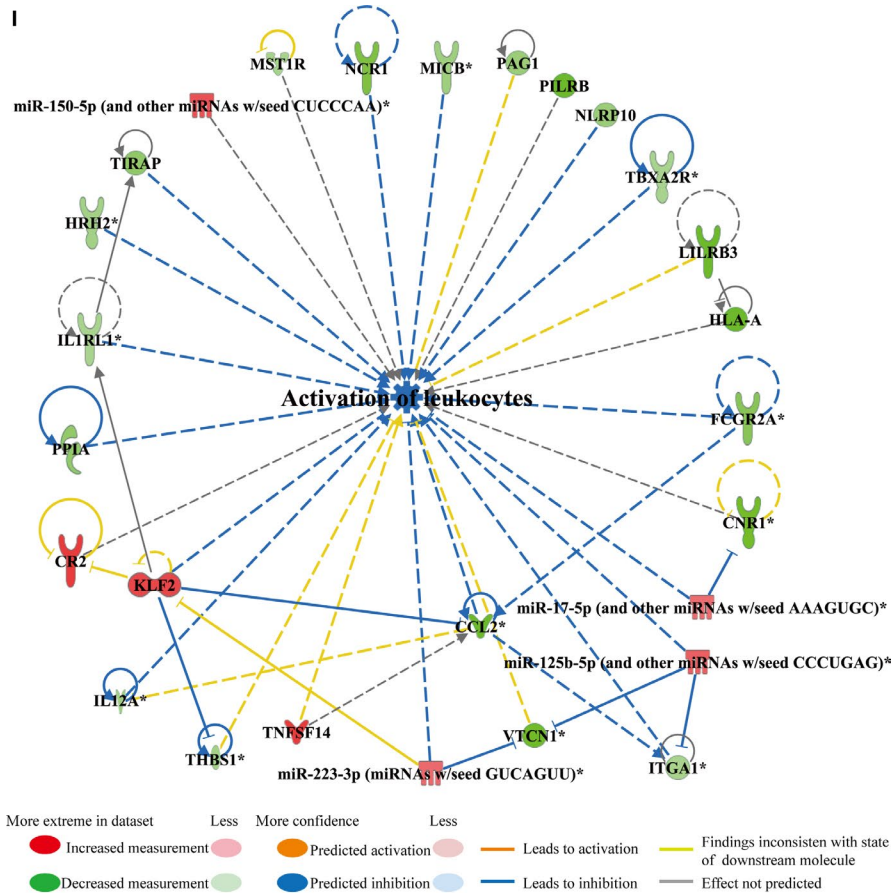 I
MST1R
NCR1
MICB*
PAG1
PILRB
miR-150-5p (and other miRNAs w/seed CUCCCAA)*
NLRP10
TIRAP
TBXA2R*
HRH2*
LILRB3
HLA-A
IL1RL1*
Activation of leukocytes
FCGR2A*
PPIA
CNR1*
CR2
KLF2
miR-17-5p (and other miRNAs w/seed AAAGUGC)*
CCL2*
miR-125b-5p (and other miRNAs w/seed CCCUGAG)*
IL12A*
TNFSF14
VTCN1*
THBS1*
miR-223-3p (miRNAs w/seed GUCAGUU)*
ITGA1*
More extreme in dataset Less More confidence Less
Increased measurement Predicted activation Leads to activation Findings inconsisten with state
of downstream molecule
Decreased measurement Predicted inhibition Leads to inhibition Effect not predicted